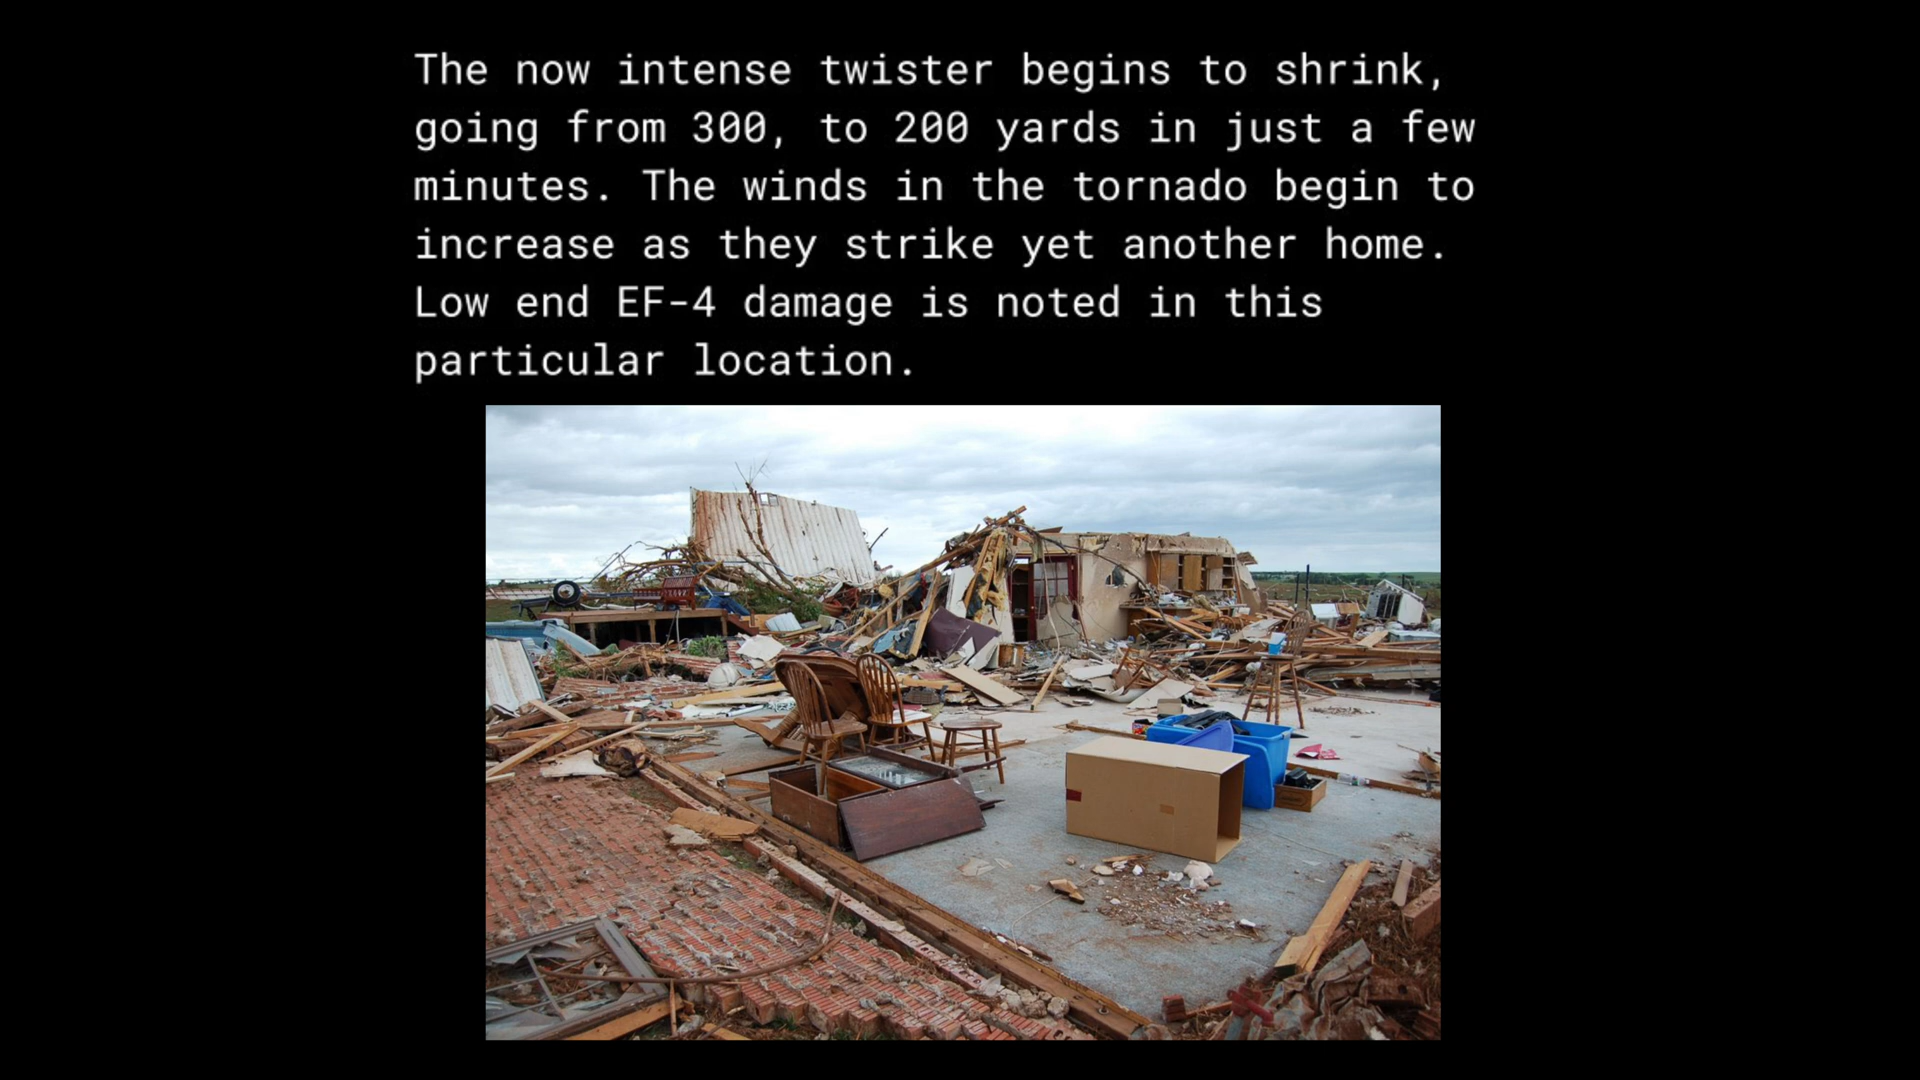 The now intense twister begins to shrink,
going from 300, to 200 yards in just a few
minutes. The winds in the tornado begin to
increase as they strike yet another home.
Low end EF-4 damage is noted in this
particular location.